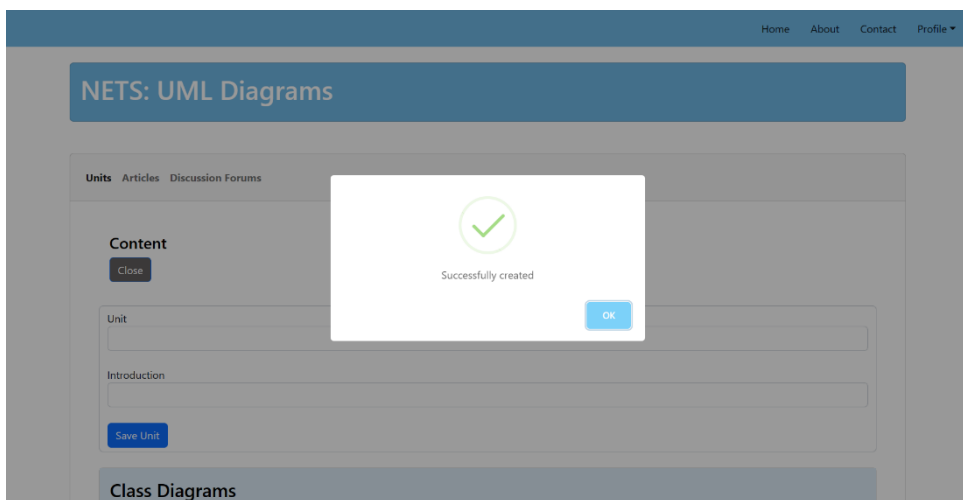 Home About Contact Profile
NETS: UML Diagrams
Units Articles Discussion Forums
Content
Close
Successfully created
OK
Unit
Introduction
Save Unit
Class Diagrams